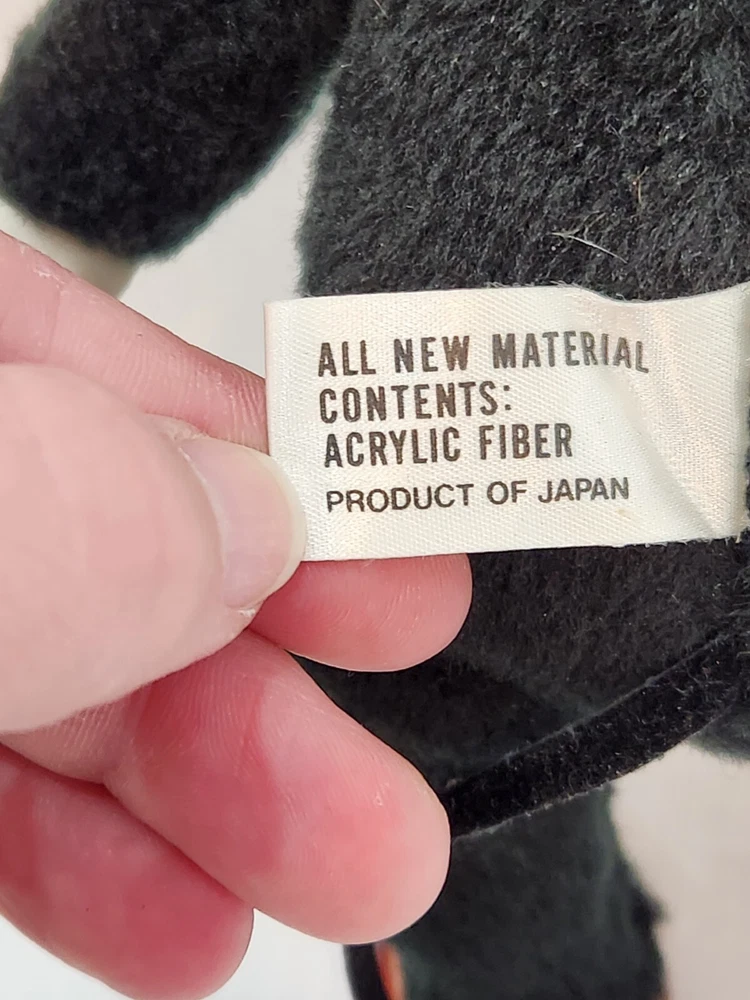 ALL NEW MATERIAL
CONTENTS:
ACRYLIC FIBER
PRODUCT OF JAPAN